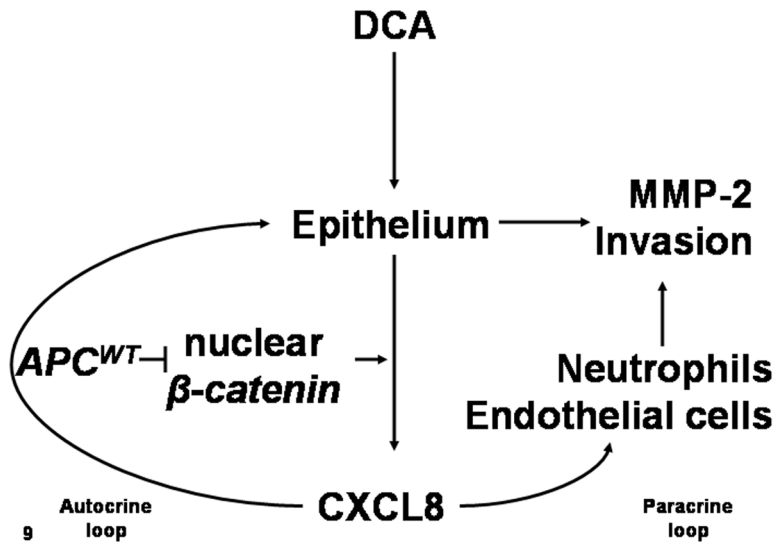 DCA
Epithelium
MMP-2
Invasion
APCWT
nuclear
β-catenin
Neutrophils
Endothelial cells
CXCL8
Autocrine
loop
Paracrine
loop
9